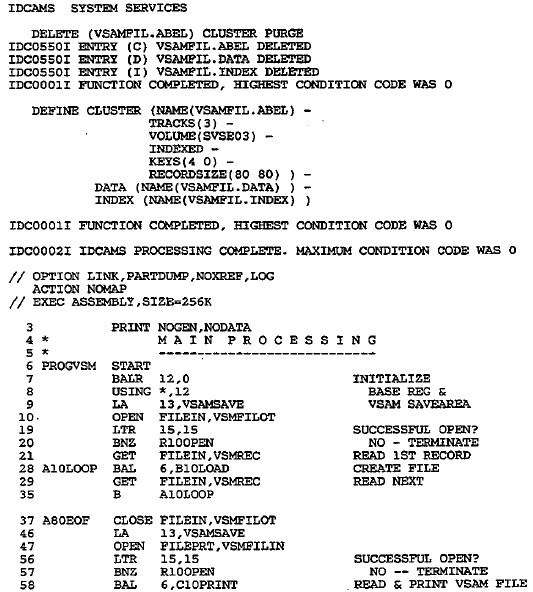 IDCAMS  SYSTEM SERVICES
DELETE (VSAMFIL.ABEL) CLUSTER PURGE
IDC0550I ENTRY (C) VSAMFIL.ABEL DELETED
IDC0550I ENTRY (D) VSAMFIL.DATA DELETED
IDC0550I ENTRY (I) VSAMFIL.INDEX DELETED
IDC0001I FUNCTION COMPLETED, HIGHEST CONDITION CODE WAS 0
DEFINE CLUSTER (NAME(VSAMFIL.ABEL) -
TRACKS(3) -
VOLUME(SVSE03) -
INDEXED -
KEYS(4 0) -
RECORDSIZE(80 80) ) -
DATA (NAME(VSAMFIL.DATA) ) -
INDEX (NAME(VSAMFIL.INDEX) )
IDC0001I FUNCTION COMPLETED, HIGHEST CONDITION CODE WAS 0
IDC0002I IDCAMS PROCESSING COMPLETE. MAXIMUM CONDITION CODE WAS 0
// OPTION LINK,PARTDUMP,NOXREF,LOG
ACTION NOMAP
// EXEC ASSEMBLY,SIZE=256K
3 PRINT NOGEN,NODATA
4 * M A I N  P R O C E S S I N G
5 * ---------------------------
6 PROGVSM START
7 BALR 12,0 INITIALIZE
8 USING *,12 BASE REG &
9 LA 13,VSAMSAVE VSAM SAVEAREA
10 OPEN FILEIN,VSMFILOT
19 LTR 15,15 SUCCESSFUL OPEN?
20 BNZ R10OPEN NO - TERMINATE
21 GET FILEIN,VSMREC READ 1ST RECORD
28 A10LOOP BAL 6,B10LOAD CREATE FILE
29 GET FILEIN,VSMREC READ NEXT
35 B A10LOOP
37 A80EOF CLOSE FILEIN,VSMFILOT
46 LA 13,VSAMSAVE
47 OPEN FILEPRT,VSMFILIN
56 LTR 15,15 SUCCESSFUL OPEN?
57 BNZ R10OPEN NO -- TERMINATE
58 BAL 6,C10PRINT READ & PRINT VSAM FILE